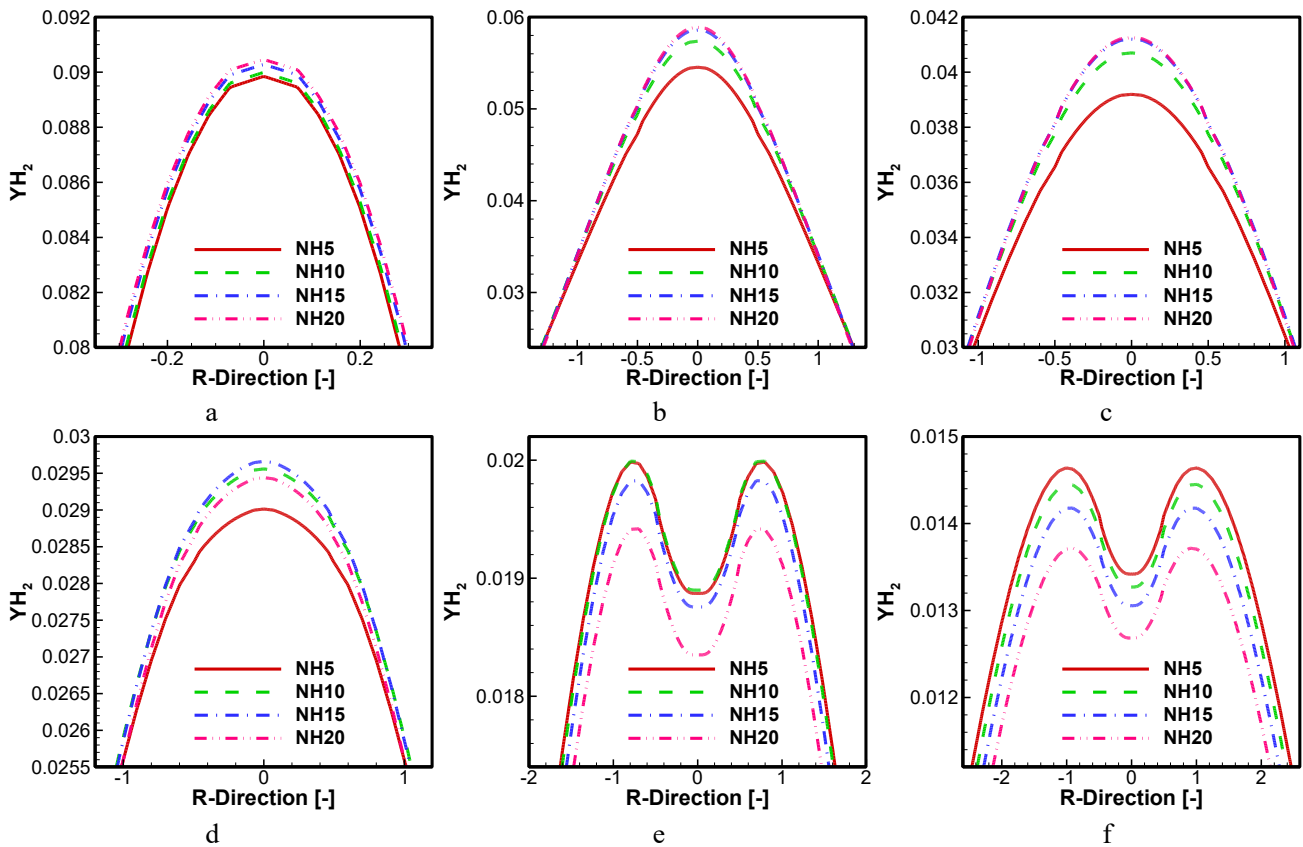 0.092
0.09
0.088
0.086
0.084
0.082
0.08
YH2
-0.2 0 0.2
R-Direction [-]
NH5
NH10
NH15
NH20
a
0.06
0.05
0.04
0.03
YH2
-1 -0.5 0 0.5 1
R-Direction [-]
NH5
NH10
NH15
NH20
b
0.042
0.04
0.038
0.036
0.034
0.032
0.03
YH2
-1 -0.5 0 0.5 1
R-Direction [-]
NH5
NH10
NH15
NH20
c
0.03
0.0295
0.029
0.0285
0.028
0.0275
0.027
0.0265
0.026
0.0255
YH2
-1 0 1
R-Direction [-]
NH5
NH10
NH15
NH20
d
0.02
0.019
0.018
YH2
-2 -1 0 1 2
R-Direction [-]
NH5
NH10
NH15
NH20
e
0.015
0.014
0.013
0.012
YH2
-2 -1 0 1 2
R-Direction [-]
NH5
NH10
NH15
NH20
f